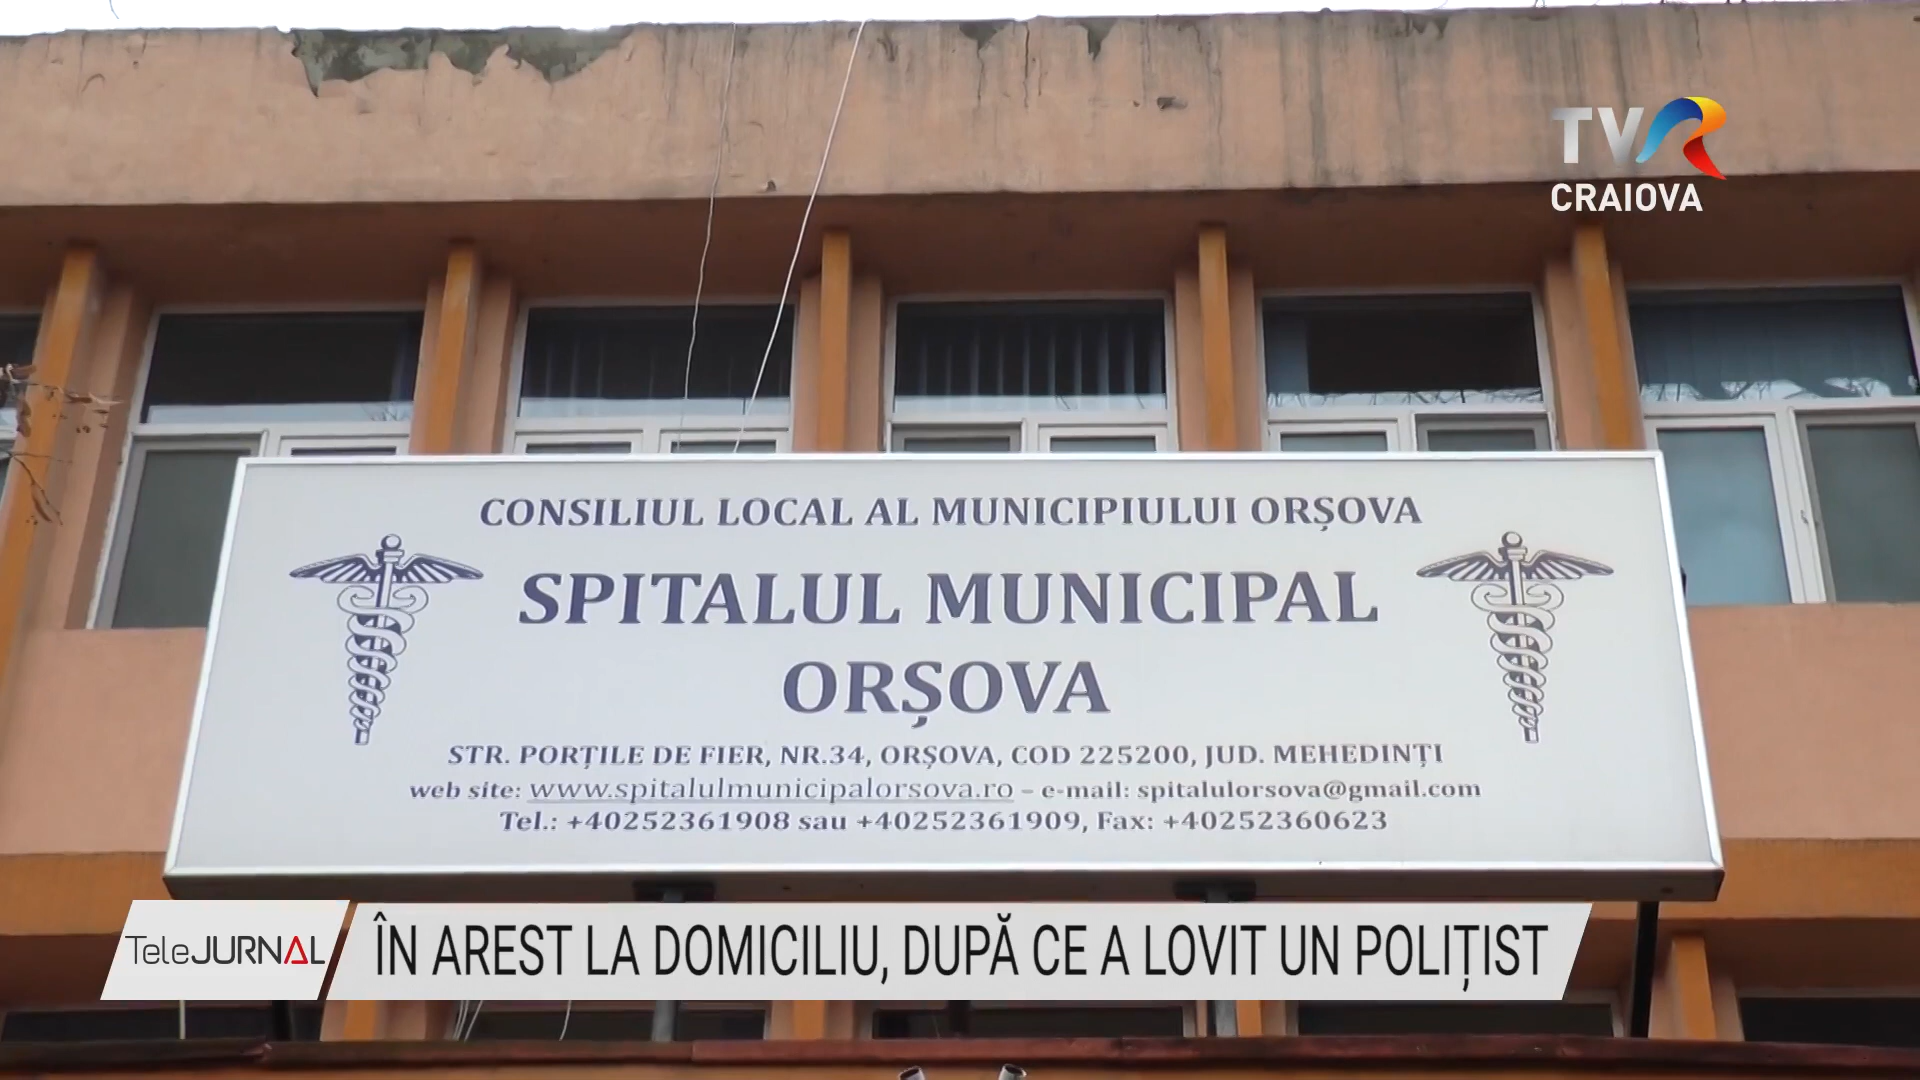 TVR
CRAIOVA
CONSILIUL LOCAL AL MUNICIPIULUI ORȘOVA
SPITALUL MUNICIPAL
ORȘOVA
STR. PORȚILE DE FIER, NR.34, ORȘOVA, COD 225200, JUD. MEHEDINȚI
web site: www.spitalulmunicipalorsova.ro – e-mail: spitalulorsova@gmail.com
Tel.: +40252361908 sau +40252361909, Fax: +40252360623
TeleJURNAL
ÎN AREST LA DOMICILIU, DUPĂ CE A LOVIT UN POLIȚIST